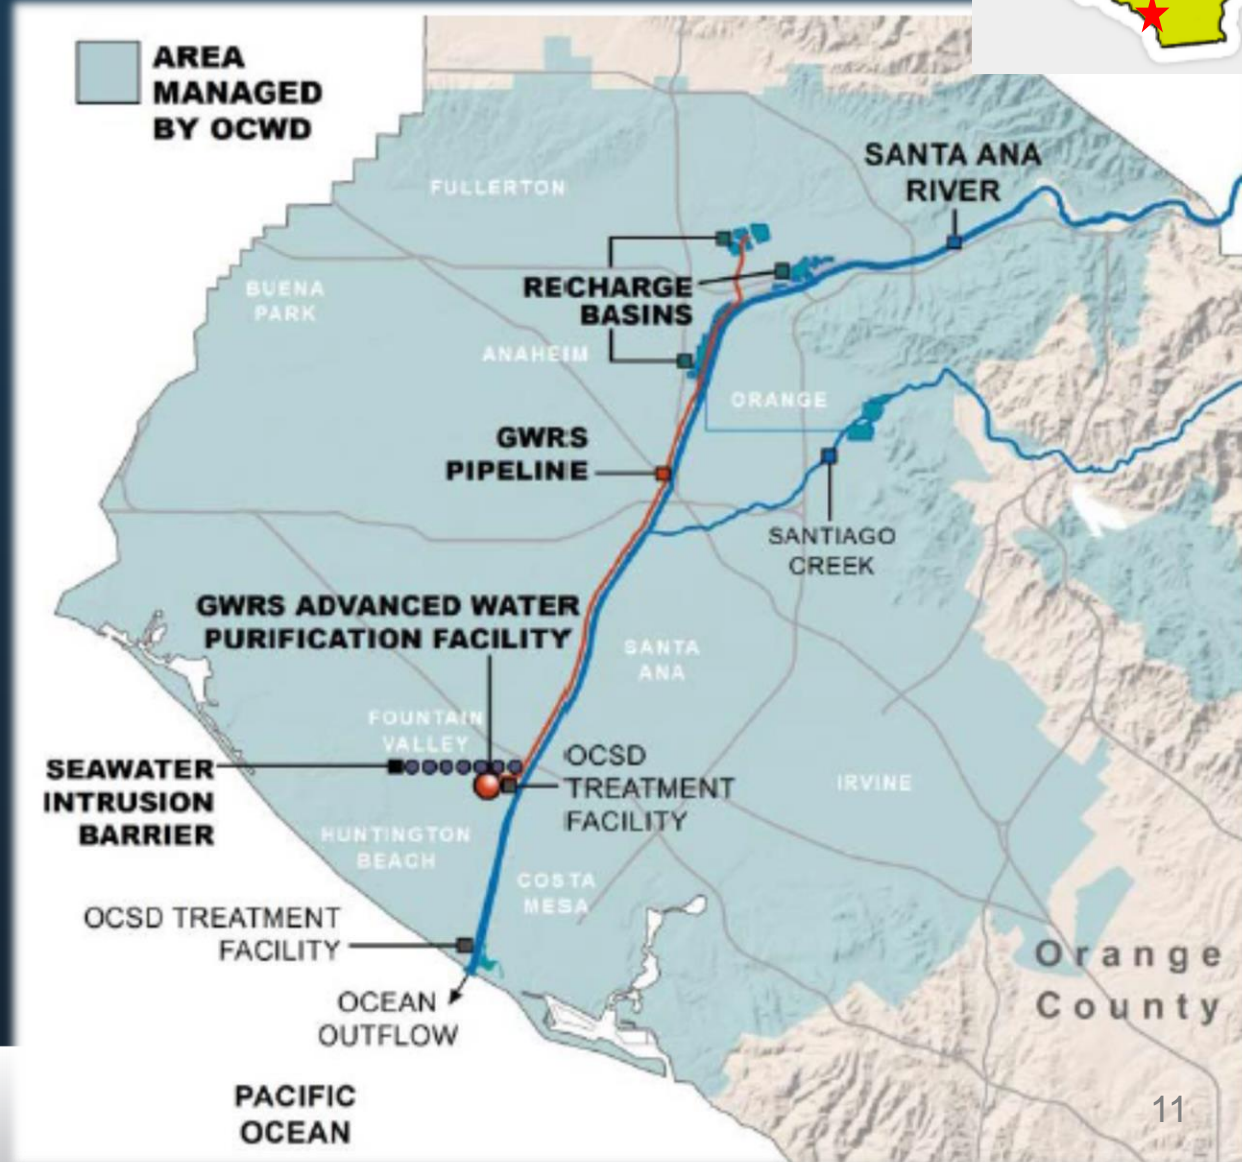 AREA
MANAGED
BY OCWD
SANTA ANA
RIVER
FULLERTON
RECHARGE
BASINS
BUENA
PARK
ANAHEIM
ORANGE
GWRS
PIPELINE
SANTIAGO
CREEK
GWRS ADVANCED WATER
PURIFICATION FACILITY
SANTA
ANA
FOUNTAIN
VALLEY
OCSD
TREATMENT
FACILITY
SEAWATER
INTRUSION
BARRIER
IRVINE
HUNTINGTON
BEACH
COSTA
MESA
OCSD TREATMENT
FACILITY
Orange
County
OCEAN
OUTFLOW
PACIFIC
OCEAN
11